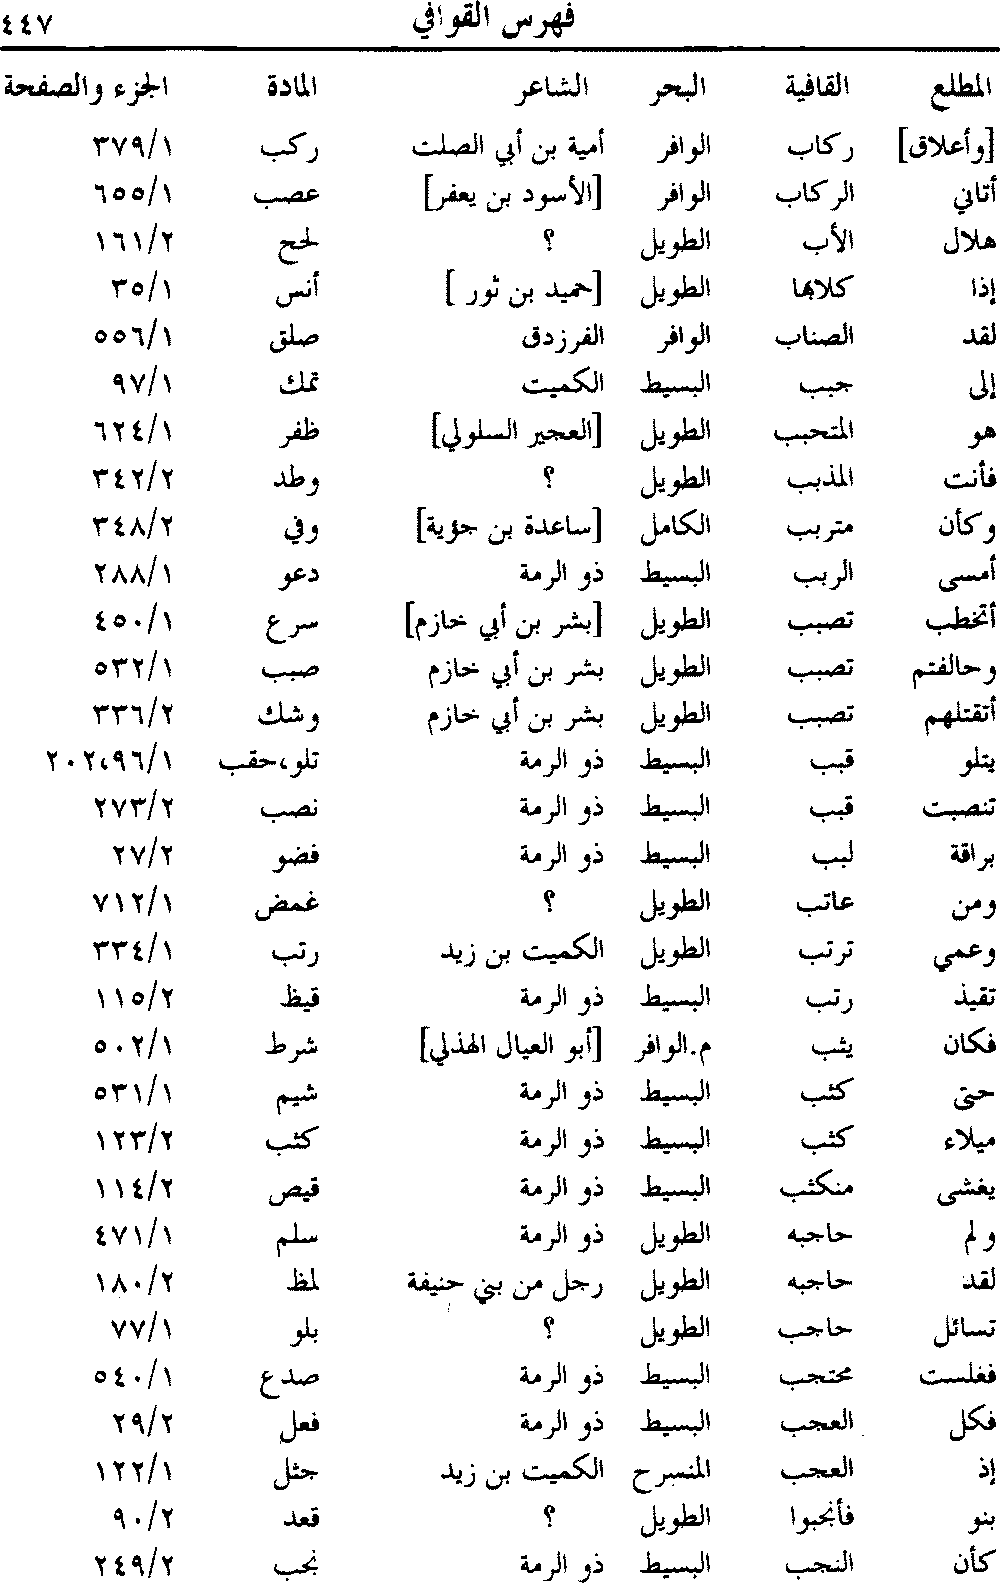 فهرس القوافي ٤٤٧
المطلع القافية البحر الشاعر المادة الجزء والصفحة
[وأعلاق] ركاب الوافر أمية بن أبي الصلت ركب ٣٧٩/١
أتاني الركاب الوافر [الأسود بن يعفر] عصب ٦٥٥/١
هلال الأب الطويل ؟ لحح ١٦١/٢
إذا كلابها الطويل [حميد بن ثور ] أنس ٣٥/١
لقد الصناب الوافر الفرزدق صلق ٥٥٦/١
إلى جبب البسيط الكميت تمك ٩٧/١
هو المتحبب الطويل [العجير السلولي] ظفر ٦٢٤/١
فأنت المذبب الطويل ؟ وطد ٣٤٢/٢
وكأن متربب الكامل [ساعدة بن جؤية] وفي ٣٤٨/٢
أمسى الربب البسيط ذو الرمة دعو ٢٨٨/١
أتخطب تصبب الطويل [بشر بن أبي خازم] سرع ٤٥٠/١
وحالفتم تصبب الطويل بشر بن أبي خازم صبب ٥٣٢/١
أتقتلهم تصبب الطويل بشر بن أبي خازم وشك ٣٣٦/٢
يتلو قبب البسيط ذو الرمة تلو،حقب ٢٠٢،٩٦/١
تنصبت قبب البسيط ذو الرمة نصب ٢٧٣/٢
براقة لبب البسيط ذو الرمة فضو ٢٧/٢
ومن عاتب الطويل ؟ غمض ٧١٢/١
وعمي ترتب الطويل الكميت بن زيد رتب ٣٣٤/١
تقيذ رتب البسيط ذو الرمة قيظ ١١٥/٢
فكان يثب م.الوافر [أبو العيال الهذلي] شرط ٥٠٢/١
حتى كثب البسيط ذو الرمة شيم ٥٣١/١
ميلاء كثب البسيط ذو الرمة كثب ١٢٣/٢
يغشى منكثب البسيط ذو الرمة قيص ١١٤/٢
ولم حاجبه الطويل ذو الرمة سلم ٤٧١/١
لقد حاجبه الطويل رجل من بني حنيفة لمظ ١٨٠/٢
تسائل حاجب الطويل ؟ بلو ٧٧/١
فغلست محتجب البسيط ذو الرمة صدع ٥٤٠/١
فكل العجب البسيط ذو الرمة فعل ٢٩/٢
إذ العجب المنسرح الكميت بن زيد جثل ١٢٢/١
بنو فأنجبوا الطويل ؟ قعد ٩٠/٢
كأن النجب البسيط ذو الرمة نجب ٢٤٩/٢